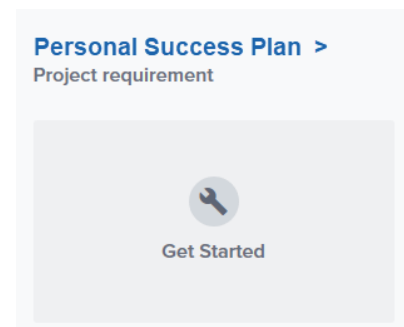 Personal Success Plan >
Project requirement
Get Started